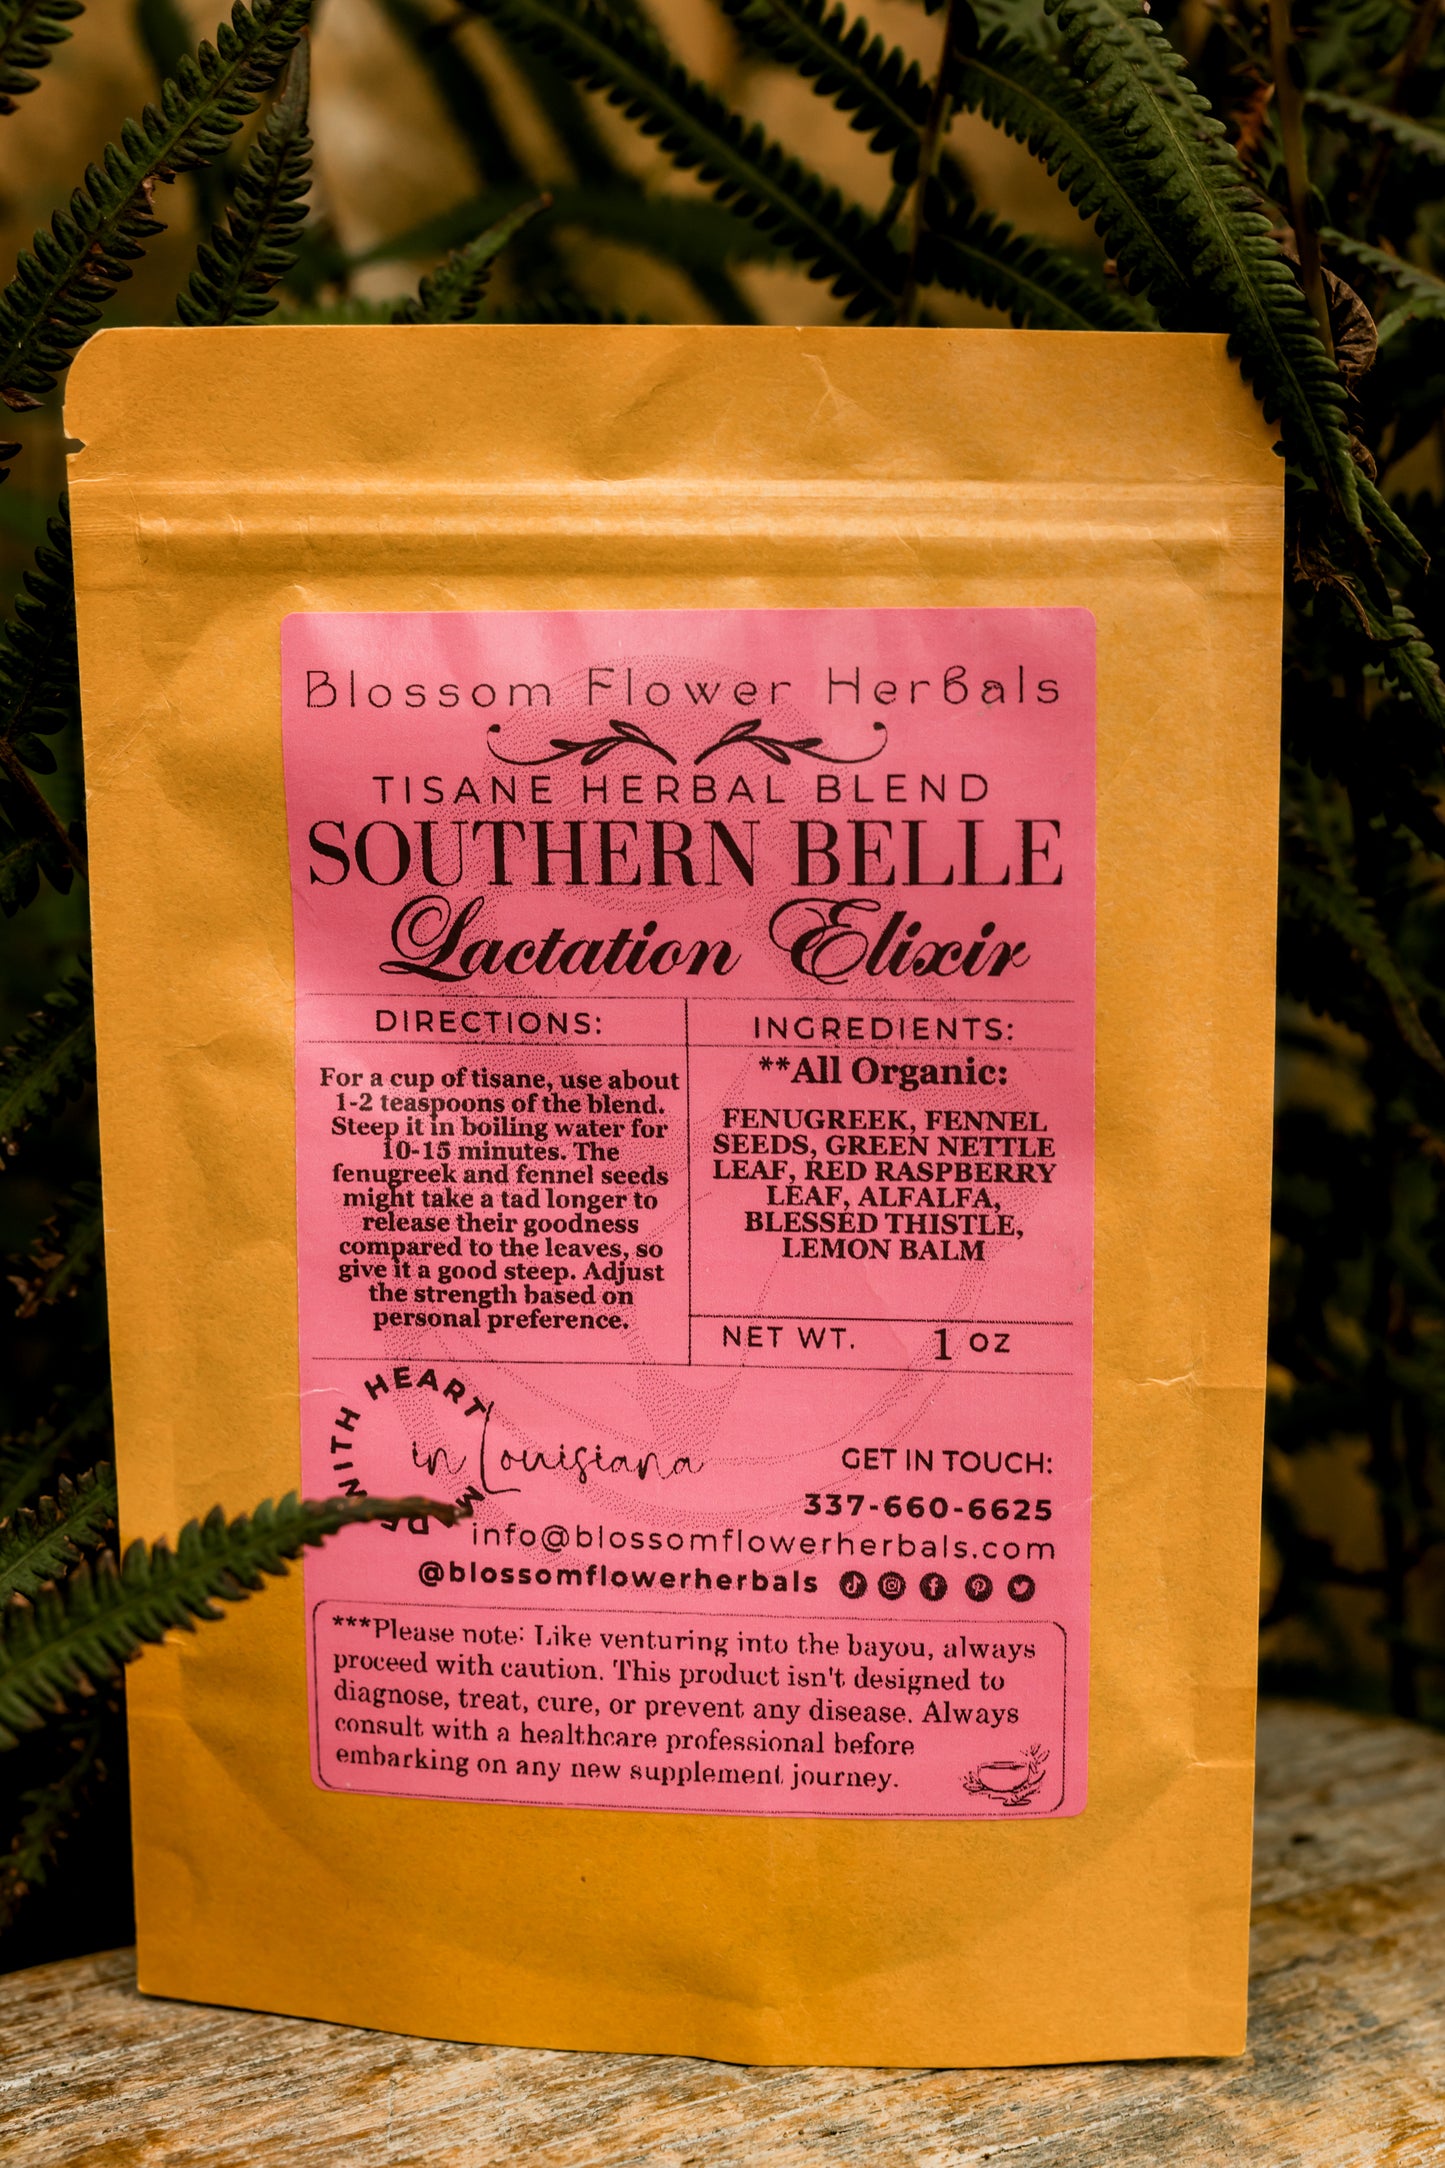 Blossom Flower Herbals
TISANE HERBAL BLEND
SOUTHERN BELLE
Lactation Elixir
DIRECTIONS:
For a cup of tisane, use about
1-2 teaspoons of the blend.
Steep it in boiling water for
10-15 minutes. The
fenugreek and fennel seeds
might take a tad longer to
release their goodness
compared to the leaves, so
give it a good steep. Adjust
the strength based on
personal preference.
INGREDIENTS:
**All Organic:
FENUGREEK, FENNEL
SEEDS, GREEN NETTLE
LEAF, RED RASPBERRY
LEAF, ALFALFA,
BLESSED THISTLE,
LEMON BALM
NET WT. 1 OZ
MADE WITH HEART
in Louisiana
GET IN TOUCH:
337-660-6625
info@blossomflowerherbals.com
@blossomflowerherbals
***Please note: Like venturing into the bayou, always
proceed with caution. This product isn't designed to
diagnose, treat, cure, or prevent any disease. Always
consult with a healthcare professional before
embarking on any new supplement journey.